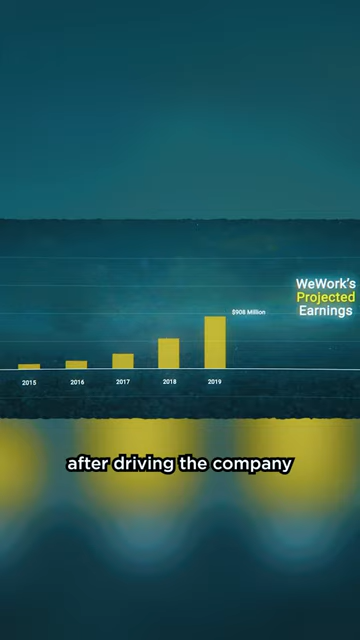 WeWork's
Projected
Earnings
$908 Million
2015 2016 2017 2018 2019
after driving the company